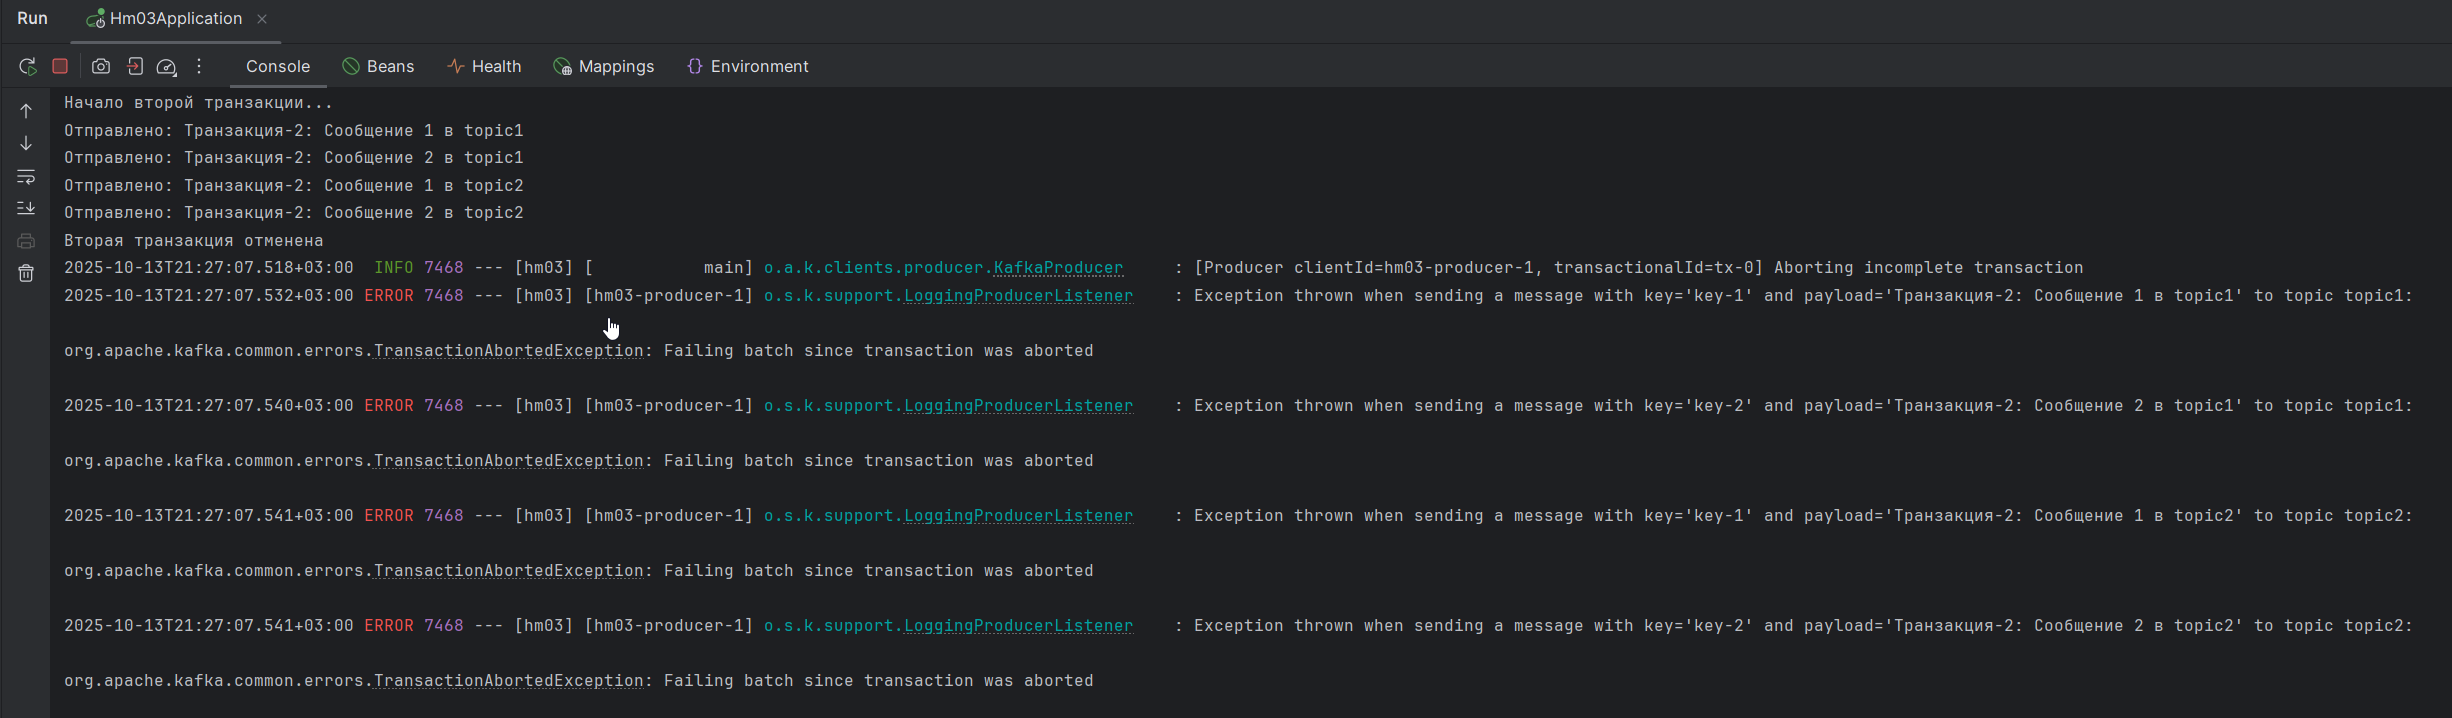 Run Hm03Application
Console Beans Health Mappings Environment
Начало второй транзакции...
Отправлено: Транзакция-2: Сообщение 1 в topic1
Отправлено: Транзакция-2: Сообщение 2 в topic1
Отправлено: Транзакция-2: Сообщение 1 в topic2
Отправлено: Транзакция-2: Сообщение 2 в topic2
Вторая транзакция отменена
2025-10-13T21:27:07.518+03:00  INFO 7468 --- [hm03] [           main] o.a.k.clients.producer.KafkaProducer     : [Producer clientId=hm03-producer-1, transactionalId=tx-0] Aborting incomplete transaction
2025-10-13T21:27:07.532+03:00 ERROR 7468 --- [hm03] [hm03-producer-1] o.s.k.support.LoggingProducerListener    : Exception thrown when sending a message with key='key-1' and payload='Транзакция-2: Сообщение 1 в topic1' to topic topic1:
org.apache.kafka.common.errors.TransactionAbortedException: Failing batch since transaction was aborted
2025-10-13T21:27:07.540+03:00 ERROR 7468 --- [hm03] [hm03-producer-1] o.s.k.support.LoggingProducerListener    : Exception thrown when sending a message with key='key-2' and payload='Транзакция-2: Сообщение 2 в topic1' to topic topic1:
org.apache.kafka.common.errors.TransactionAbortedException: Failing batch since transaction was aborted
2025-10-13T21:27:07.541+03:00 ERROR 7468 --- [hm03] [hm03-producer-1] o.s.k.support.LoggingProducerListener    : Exception thrown when sending a message with key='key-1' and payload='Транзакция-2: Сообщение 1 в topic2' to topic topic2:
org.apache.kafka.common.errors.TransactionAbortedException: Failing batch since transaction was aborted
2025-10-13T21:27:07.541+03:00 ERROR 7468 --- [hm03] [hm03-producer-1] o.s.k.support.LoggingProducerListener    : Exception thrown when sending a message with key='key-2' and payload='Транзакция-2: Сообщение 2 в topic2' to topic topic2:
org.apache.kafka.common.errors.TransactionAbortedException: Failing batch since transaction was aborted